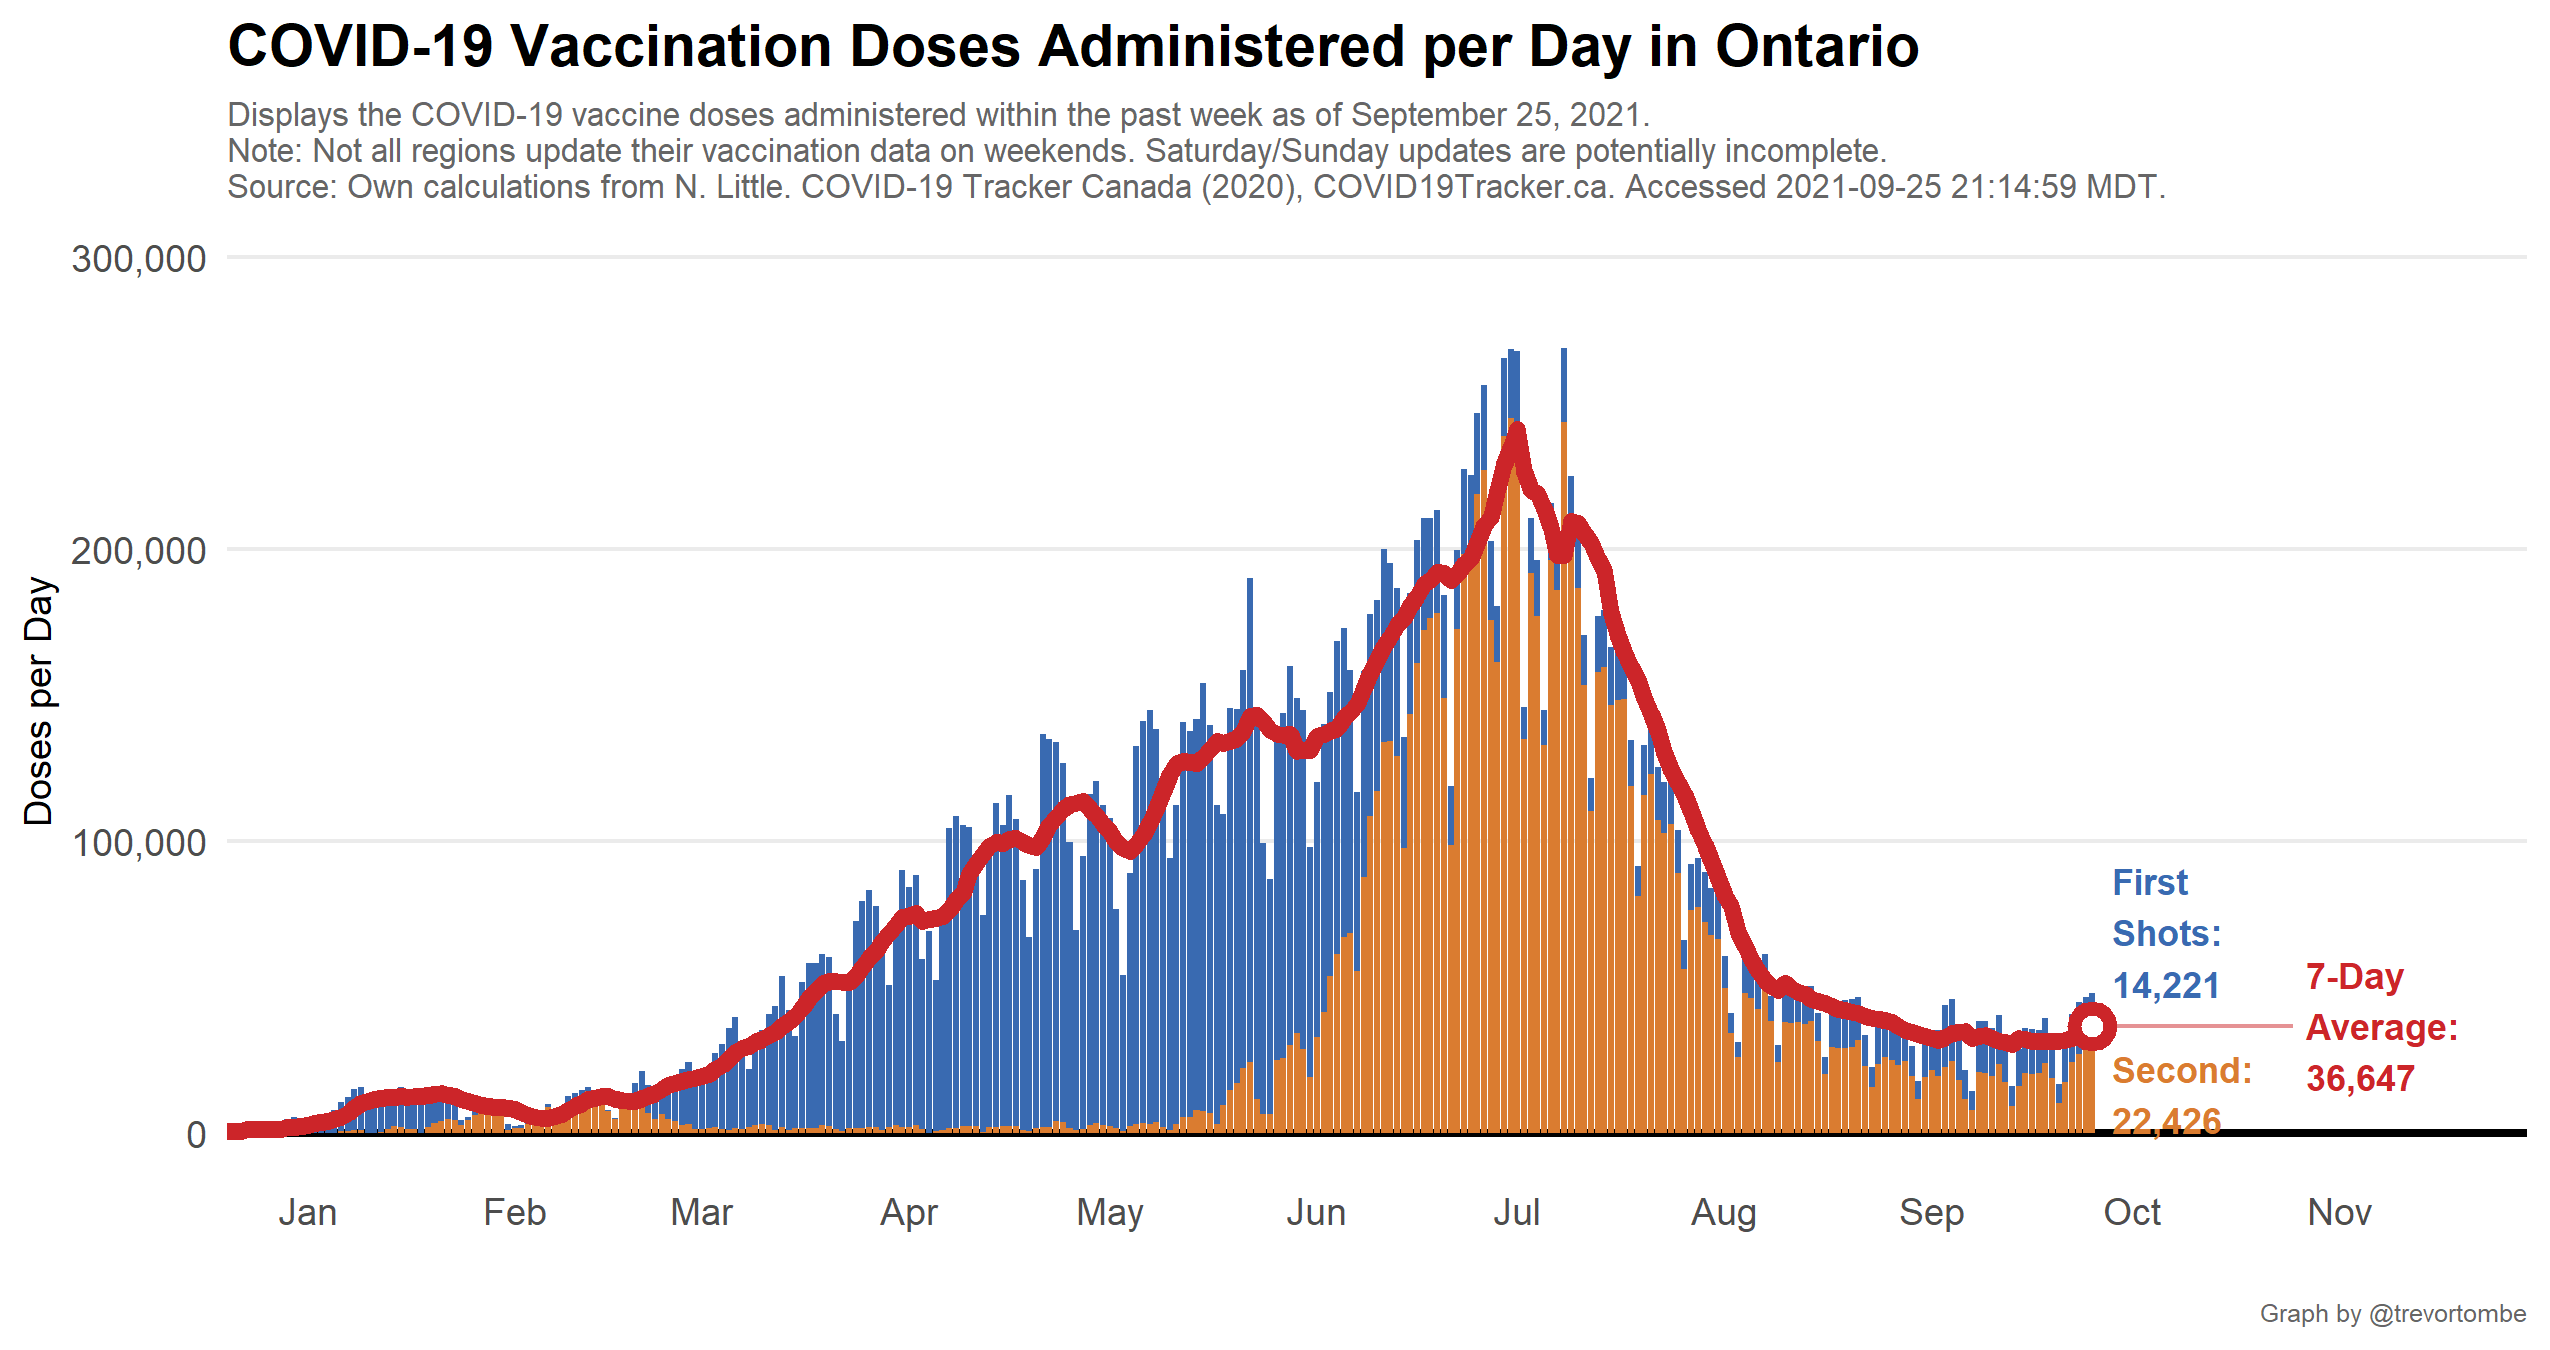 COVID-19 Vaccination Doses Administered per Day in Ontario
Displays the COVID-19 vaccine doses administered within the past week as of September 25, 2021.
Note: Not all regions update their vaccination data on weekends. Saturday/Sunday updates are potentially incomplete.
Source: Own calculations from N. Little. COVID-19 Tracker Canada (2020), COVID19Tracker.ca. Accessed 2021-09-25 21:14:59 MDT.
Doses per Day
300,000
200,000
100,000
0
First
Shots:
14,221
Second:
22,426
7-Day
Average:
36,647
Jan Feb Mar Apr May Jun Jul Aug Sep Oct Nov
Graph by @trevortombe